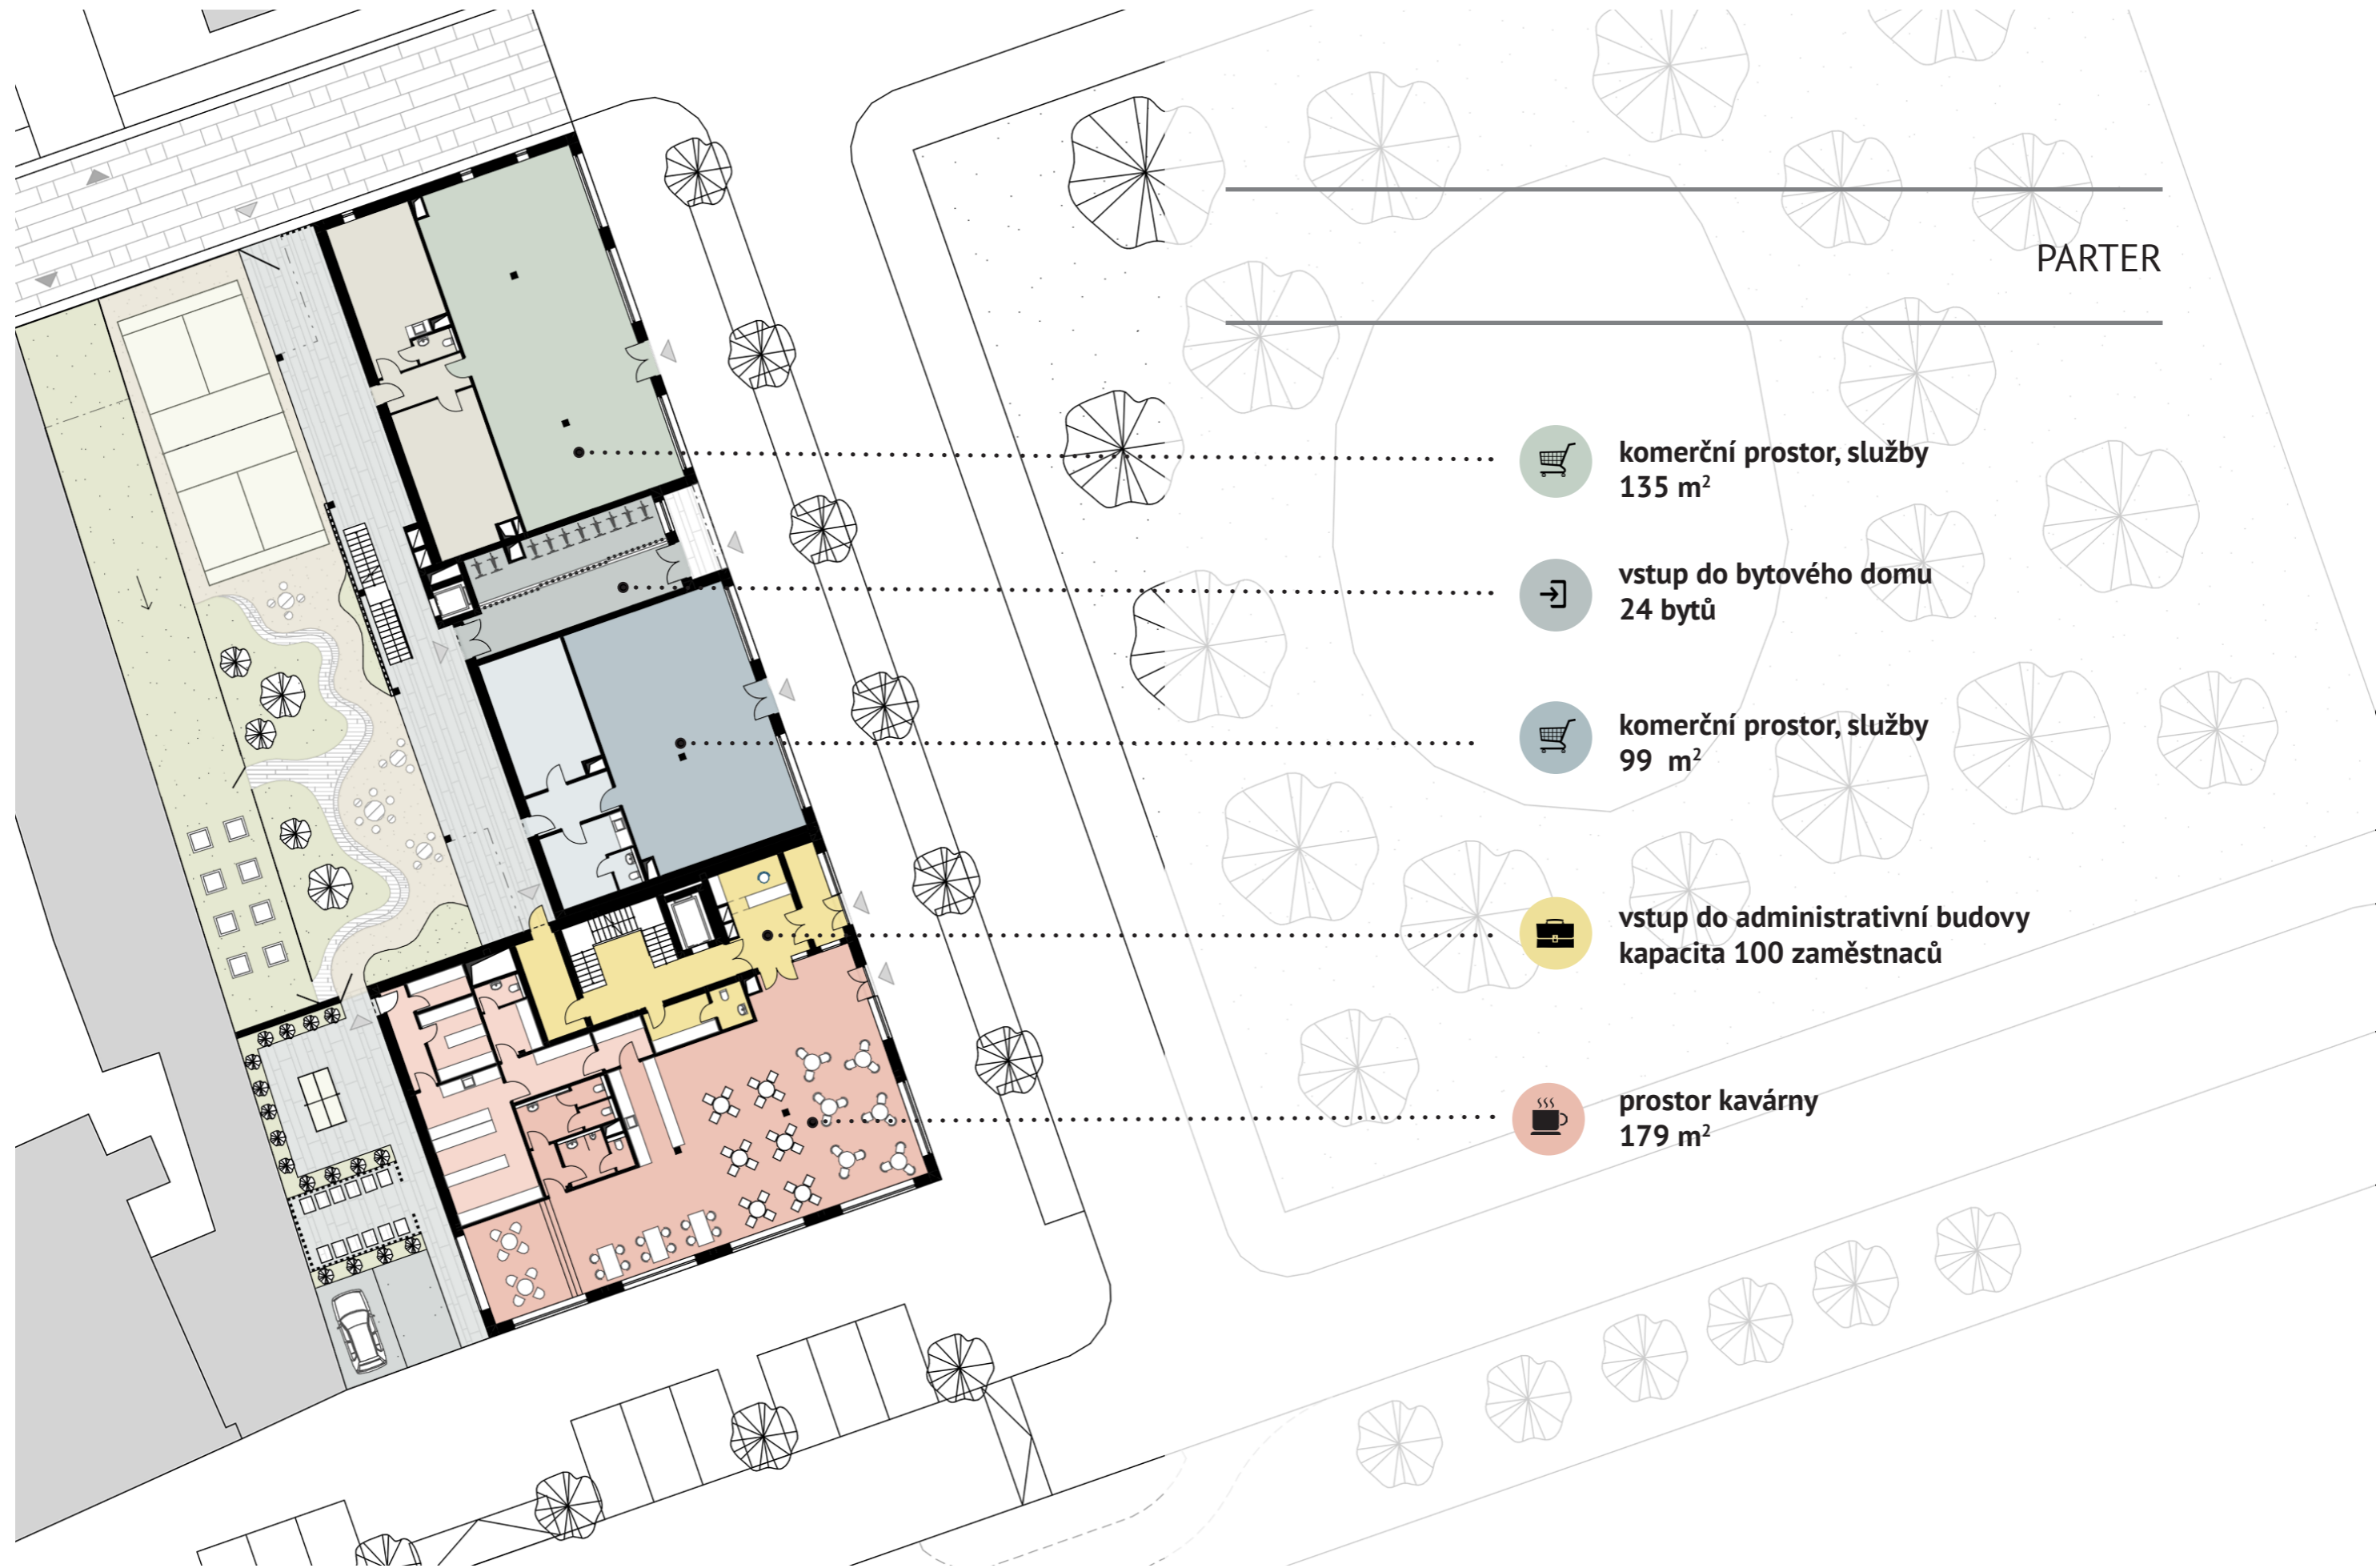 PARTER
komerční prostor, služby
135 m²
vstup do bytového domu
24 bytů
komerční prostor, služby
99 m²
vstup do administrativní budovy
kapacita 100 zaměstnaců
prostor kavárny
179 m²